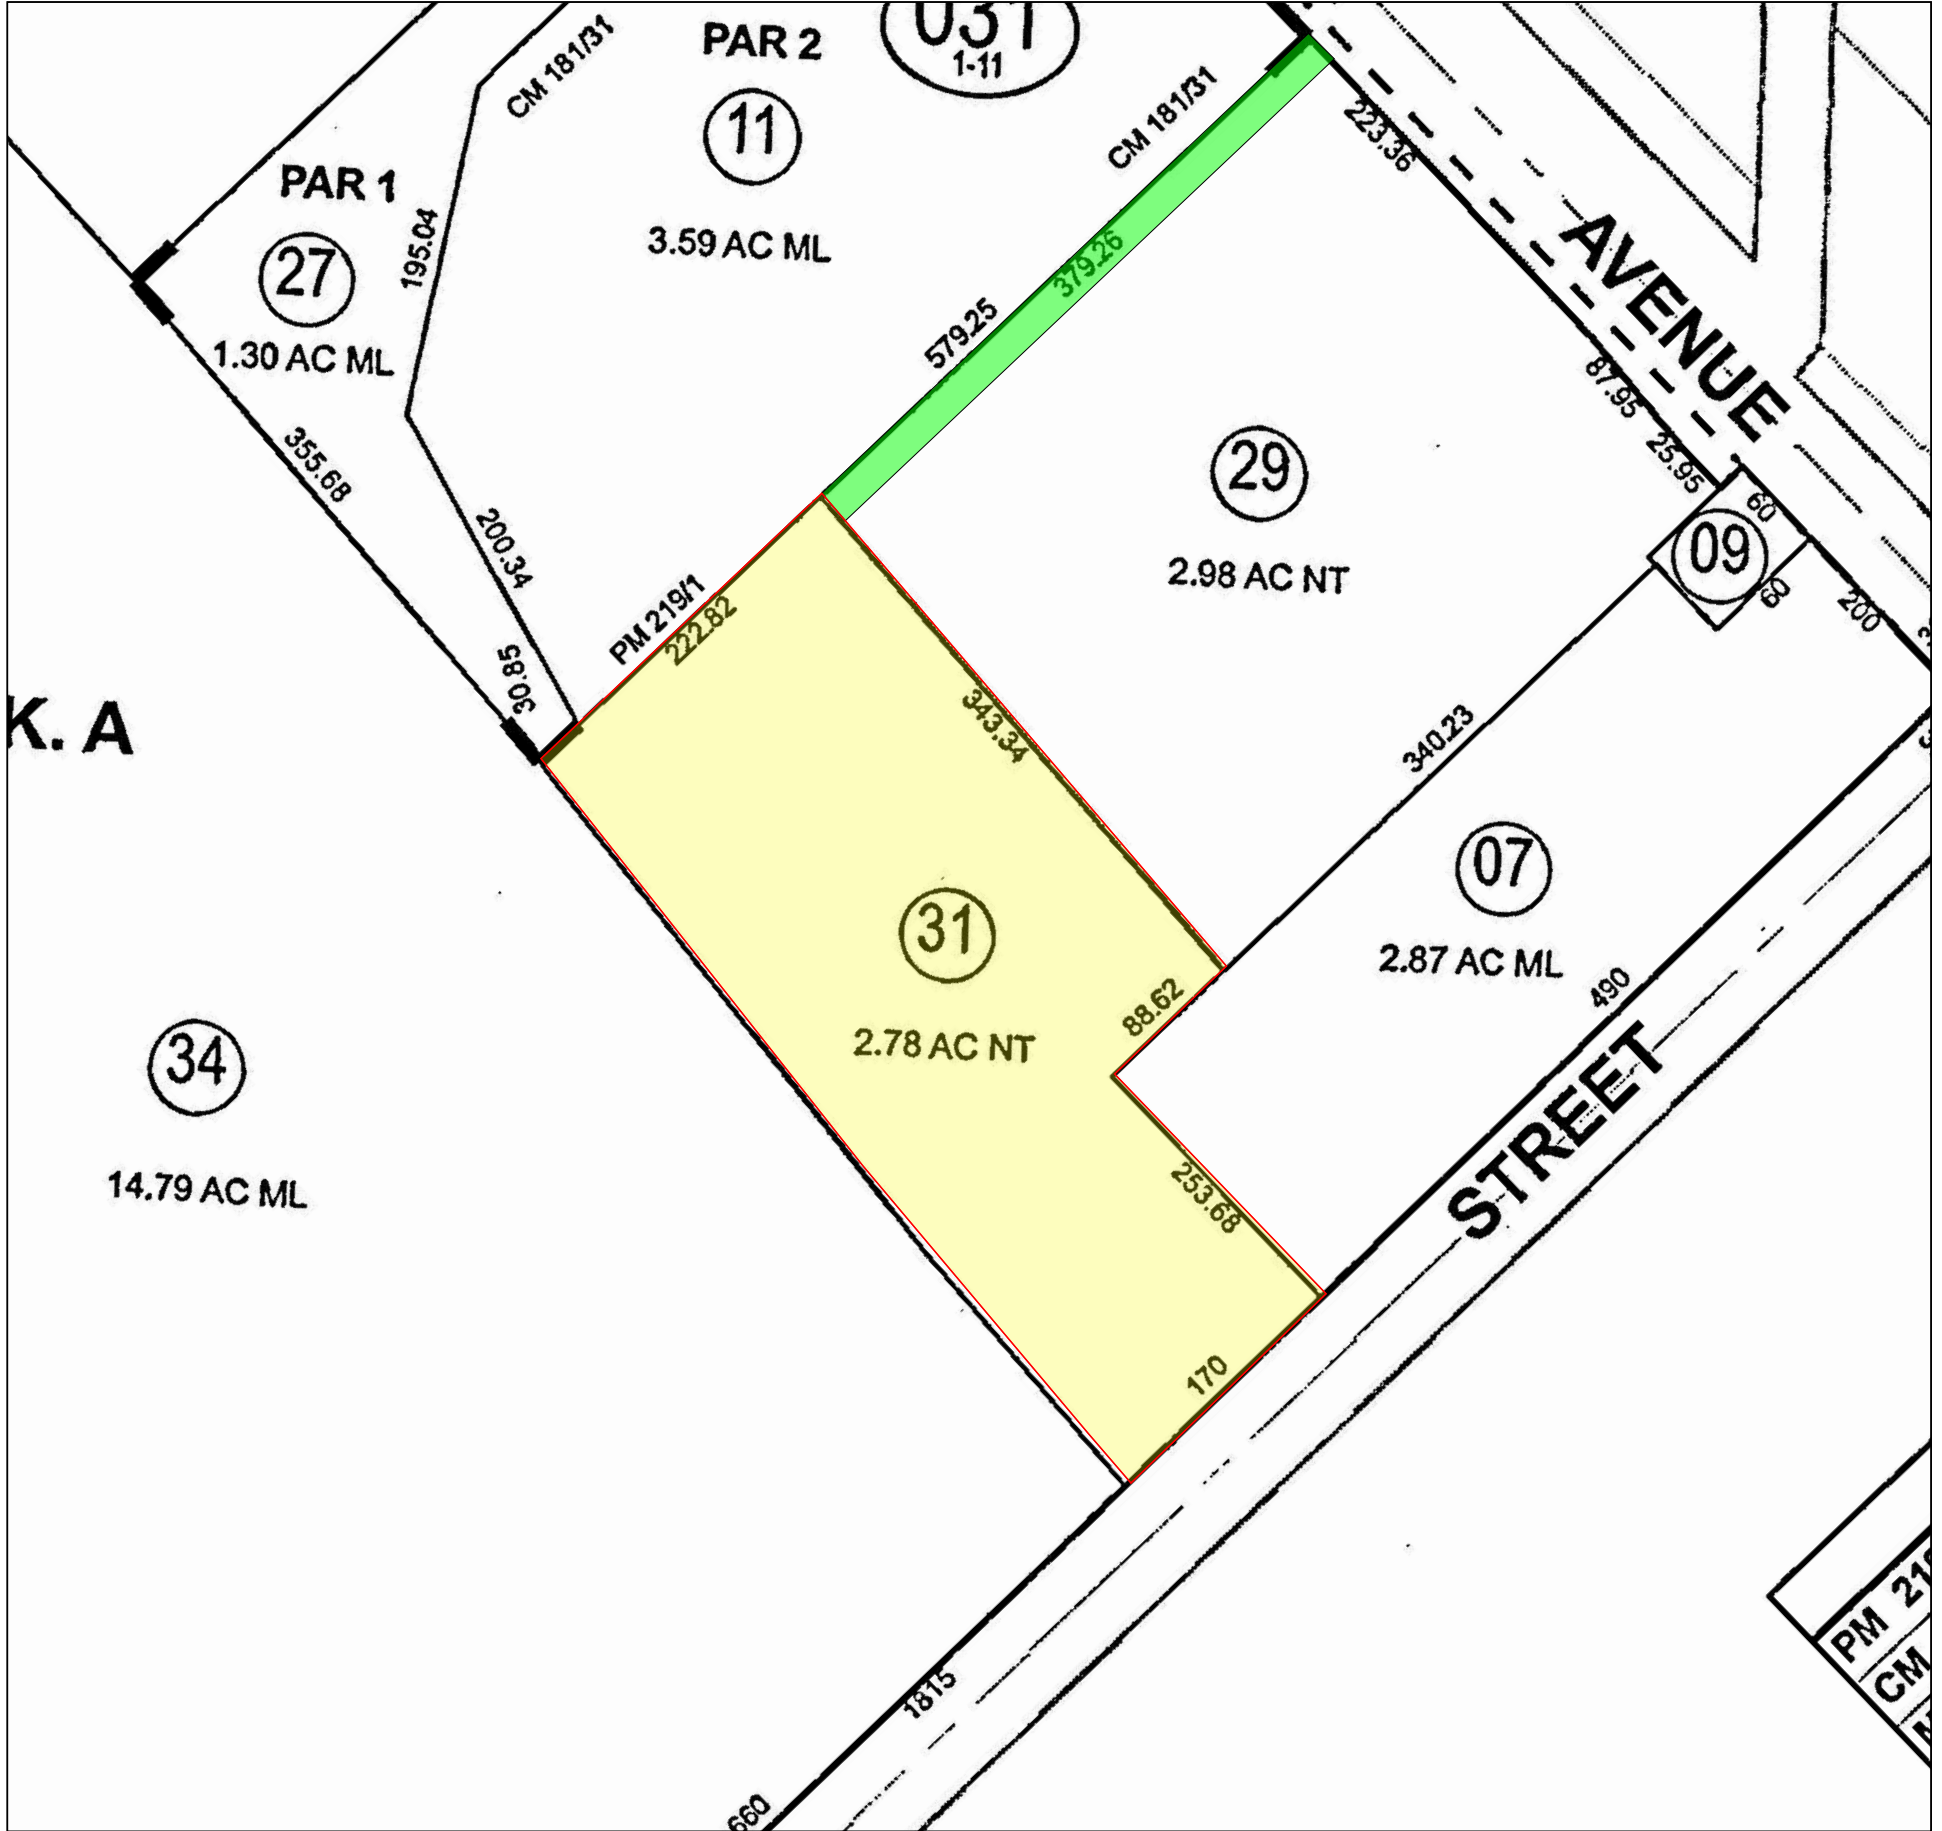 PAR 2
031
1-11
CM 181/31
11
3.59 AC ML
CM 181/31
PAR 1
27
1.30 AC ML
195.04
223.36
AVENUE
379.26
579.25
87.95
25.95
355.68
200.34
30.85
29
2.98 AC NT
60
09
60
200
PM 219/1
222.82
343.34
340.23
K. A
07
2.87 AC ML
490
31
2.78 AC NT
88.62
STREET
34
14.79 AC ML
253.68
170
1815
660
PM
CM